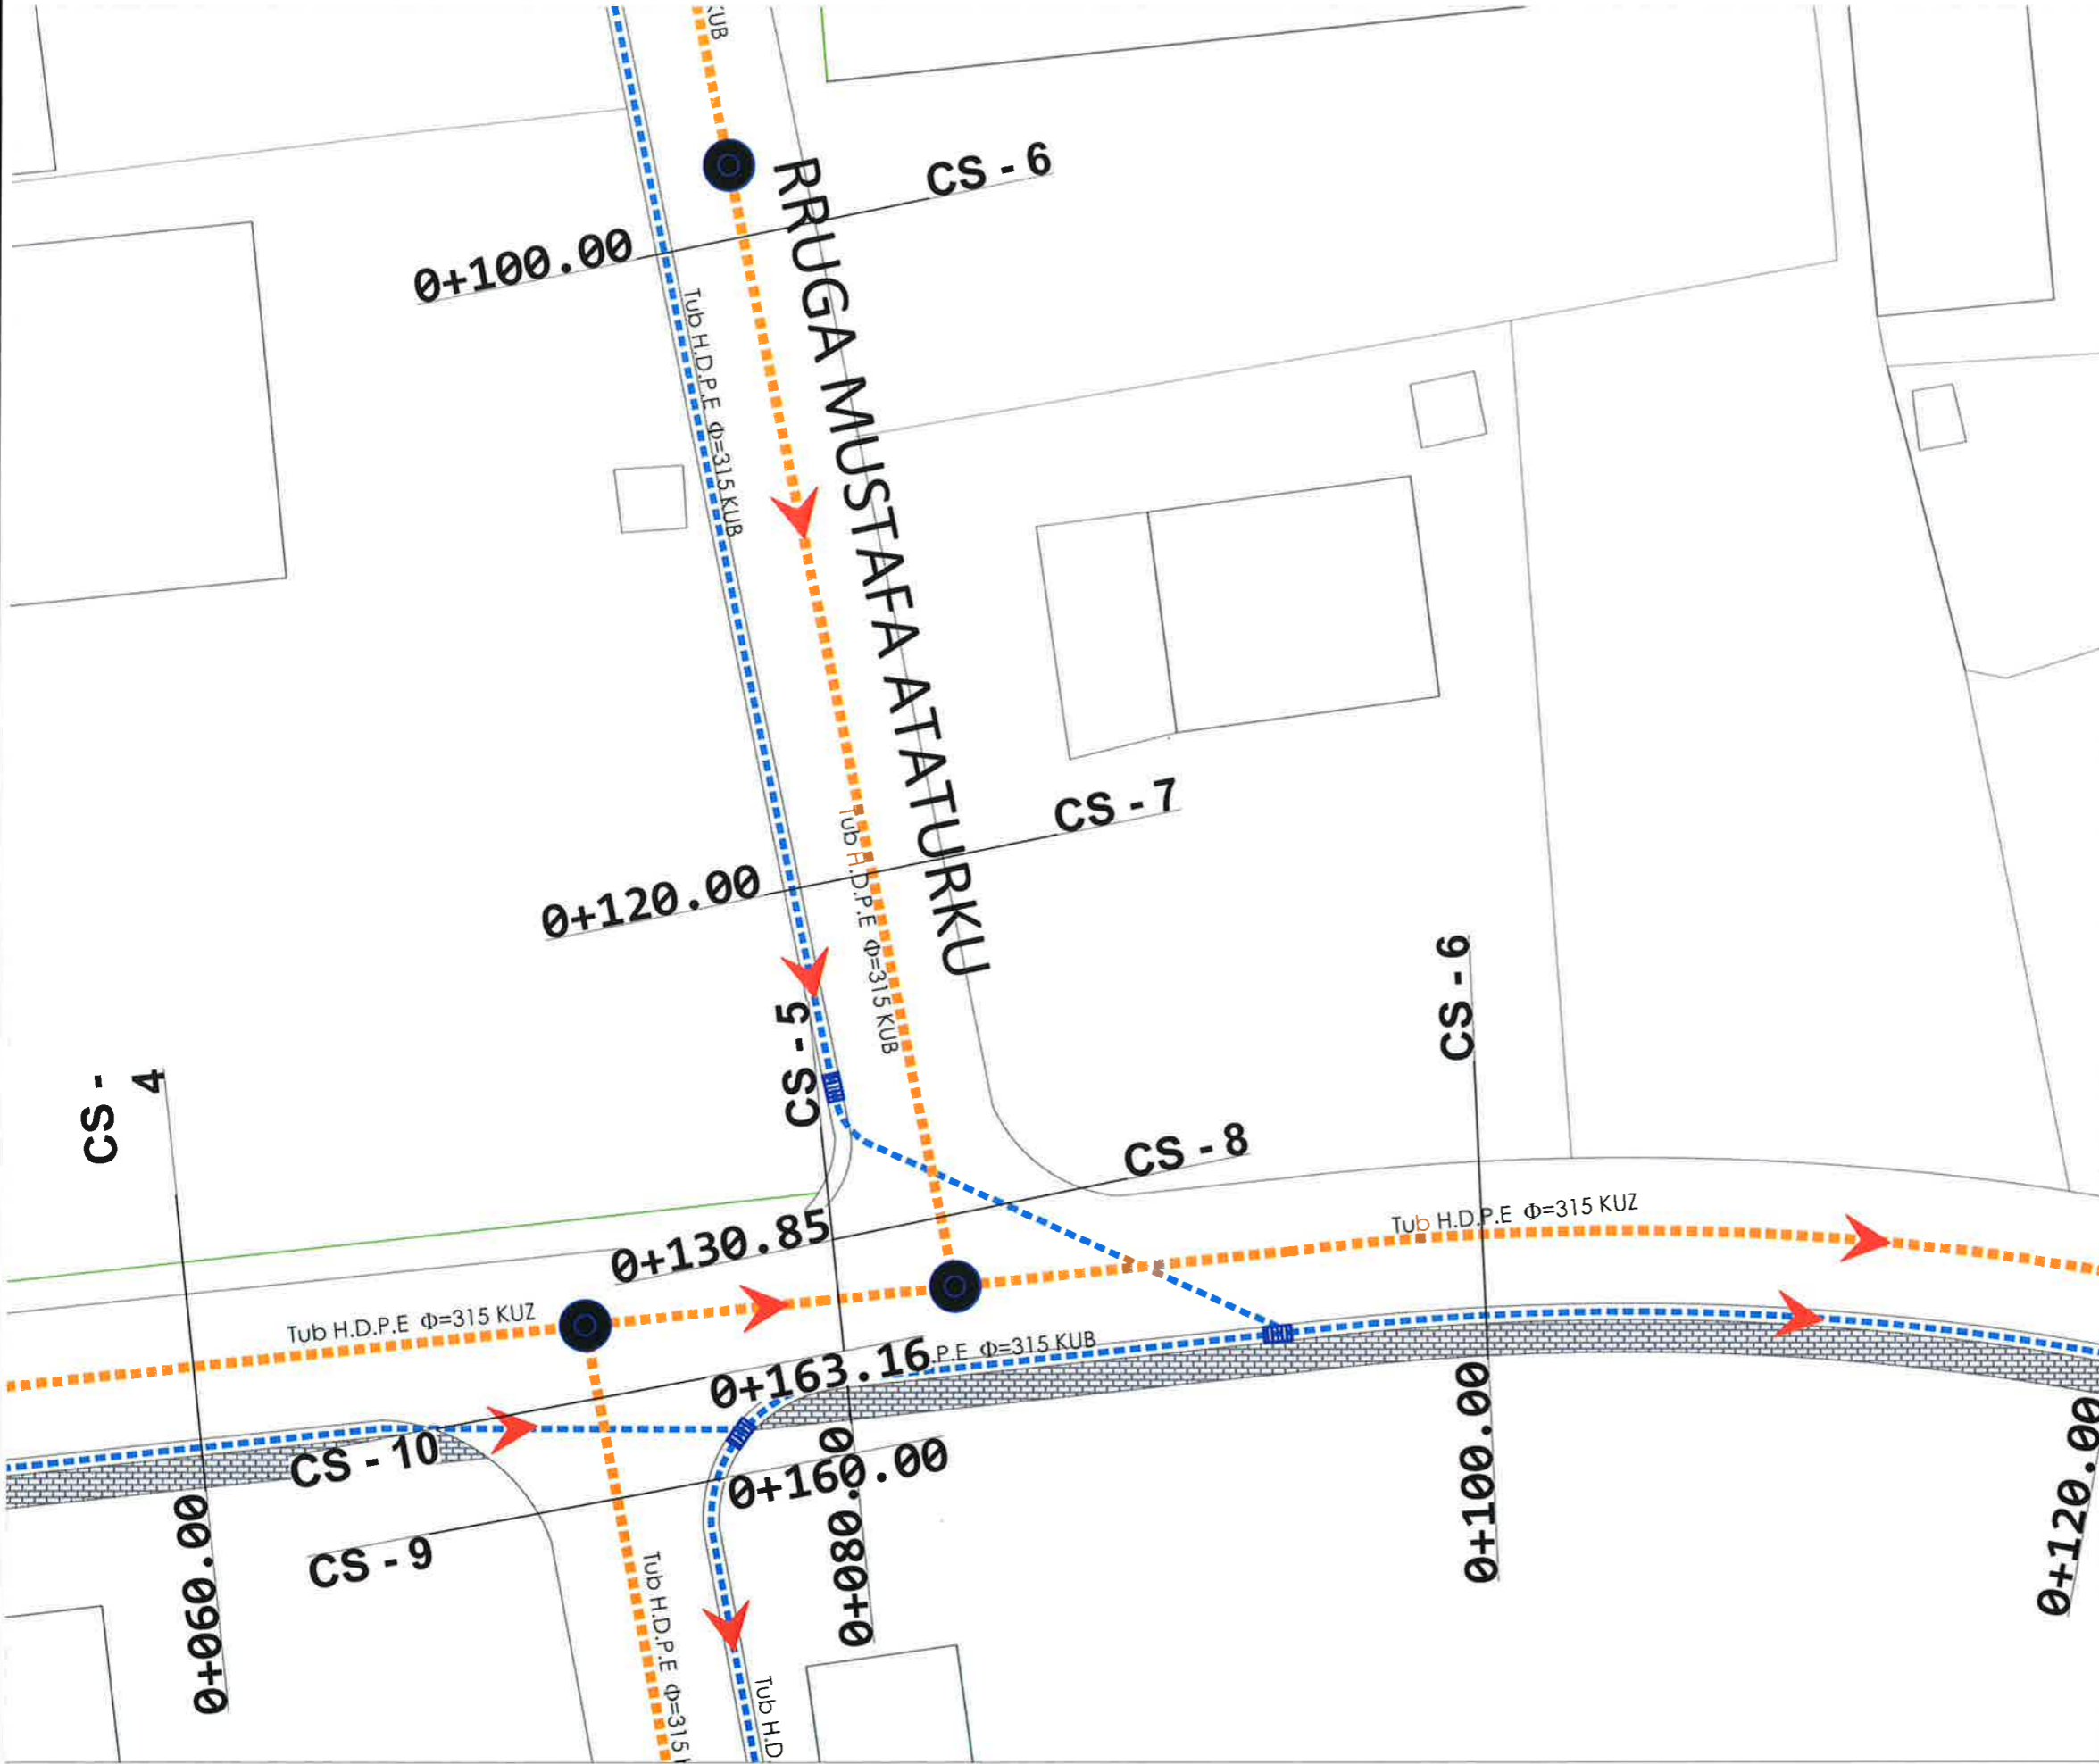 KUB
CS - 6
0+100.00
RRUGA MUSTAFA ATATURKU
Tub H.D.P.E Φ=315 KUB
CS - 7
0+120.00
Tub H.D.P.E Φ=315 KUB
CS - 5
CS - 6
CS -
4
CS - 8
0+130.85
Tub H.D.P.E Φ=315 KUZ
Tub H.D.P.E Φ=315 KUZ
0+163.16
.P.E Φ=315 KUB
CS - 10
0+160.00
CS - 9
0+060.00
0+080.00
0+100.00
0+120.00
Tub H.D.P.E Φ=315
Tub H.D